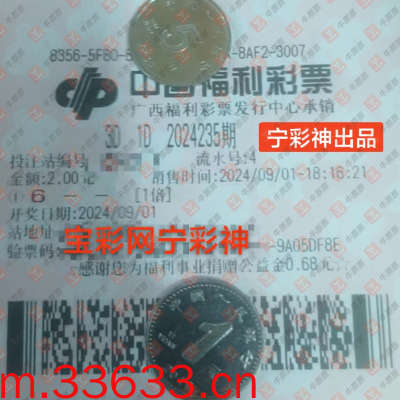 8356-5F80-
-8AF2-3007
中国福利彩票
广西福利彩票发行中心承销
3D 1D 2024235期
宁彩神出品
投注站编号
流水号:4
金额:2.00元
销售时间:2024/09/01-18:16:21
① 6 — — [1倍]
开奖日期:2024/09/01
站地址:
宝彩网宁彩神
验票码:
-9A05DF8E
感谢您为福利事业捐赠公益金0.68元
1
m.33633.cn